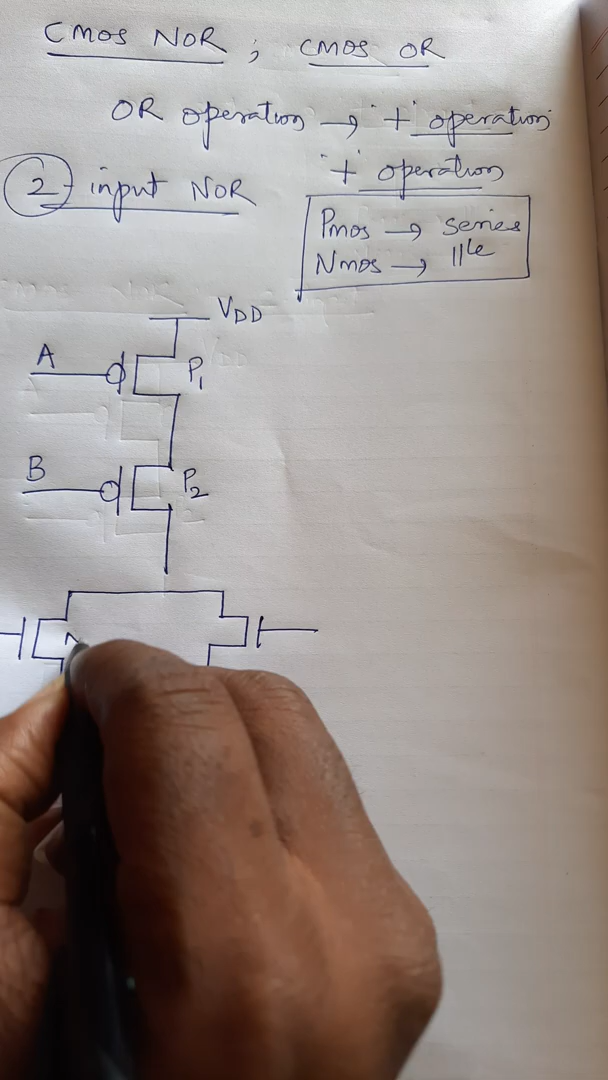 CMOS NOR ; CMOS OR
OR operation → '+' operation
'+' operation
2 - input NOR
PMOS → series
NMOS → ||le
VDD
A
P1
B
P2